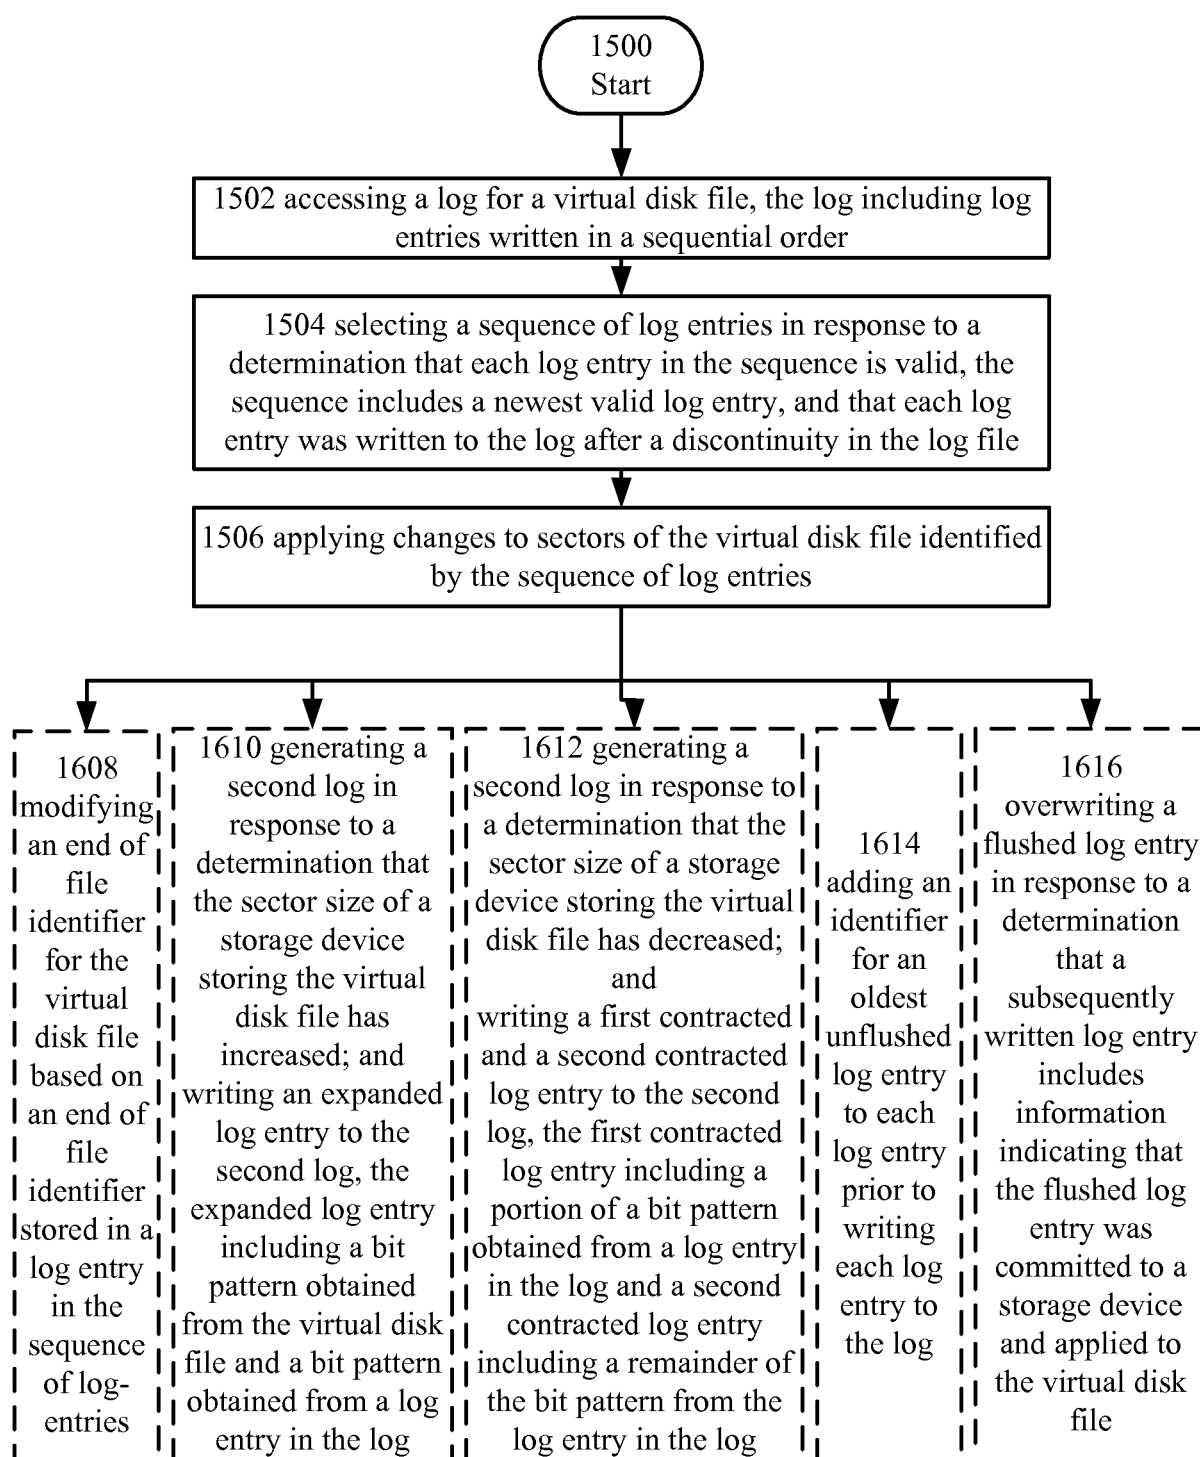 1500
Start
1502 accessing a log for a virtual disk file, the log including log
entries written in a sequential order
1504 selecting a sequence of log entries in response to a
determination that each log entry in the sequence is valid, the
sequence includes a newest valid log entry, and that each log
entry was written to the log after a discontinuity in the log file
1506 applying changes to sectors of the virtual disk file identified
by the sequence of log entries
1608
modifying
an end of
file
identifier
for the
virtual
disk file
based on
an end of
file
identifier
stored in a
log entry
in the
sequence
of log-
entries
1610 generating a
second log in
response to a
determination that
the sector size of a
storage device
storing the virtual
disk file has
increased; and
writing an expanded
log entry to the
second log, the
expanded log entry
including a bit
pattern obtained
from the virtual disk
file and a bit pattern
obtained from a log
entry in the log
1612 generating a
second log in response to
a determination that the
sector size of a storage
device storing the virtual
disk file has decreased;
and
writing a first contracted
and a second contracted
log entry to the second
log, the first contracted
log entry including a
portion of a bit pattern
obtained from a log entry
in the log and a second
contracted log entry
including a remainder of
the bit pattern from the
log entry in the log
1614
adding an
identifier
for an
oldest
unflushed
log entry
to each
log entry
prior to
writing
each log
entry to
the log
1616
overwriting a
flushed log entry
in response to a
determination
that a
subsequently
written log entry
includes
information
indicating that
the flushed log
entry was
committed to a
storage device
and applied to
the virtual disk
file